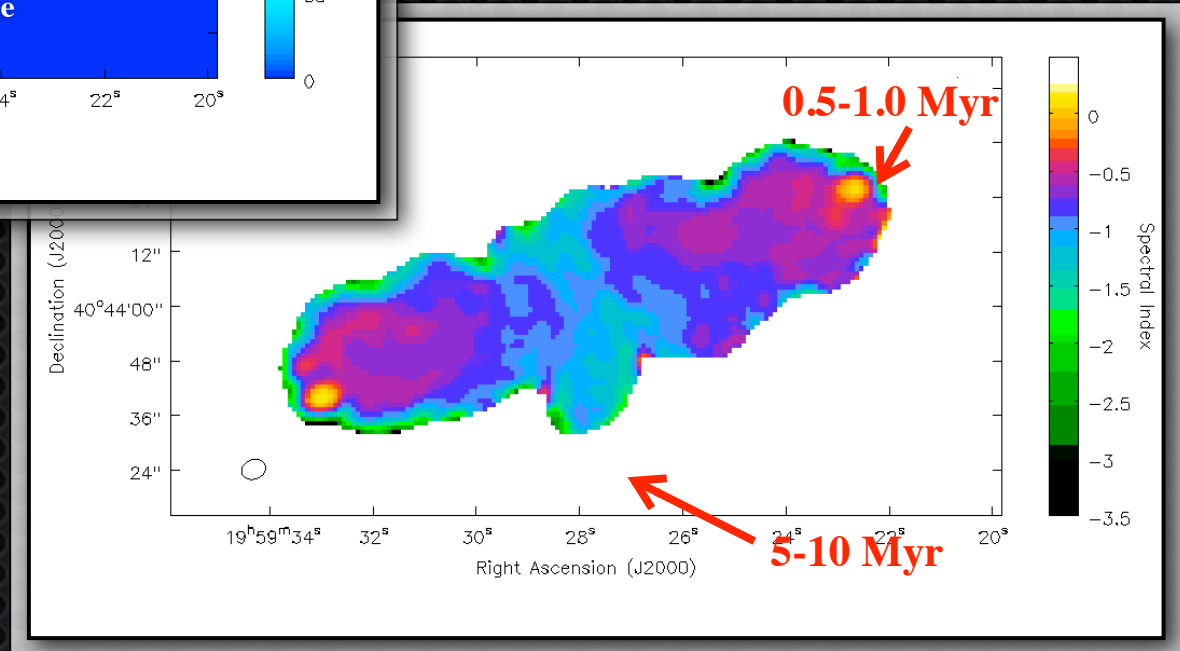 e
0
4ˢ 22ˢ 20ˢ
0.5-1.0 Myr
5-10 Myr
12"
40°44'00"
48"
36"
24"
Declination (J200
19ʰ59ᵐ34ˢ 32ˢ 30ˢ 28ˢ 26ˢ 24ˢ 22ˢ 20ˢ
Right Ascension (J2000)
0
−0.5
−1
−1.5
−2
−2.5
−3
−3.5
Spectral Index